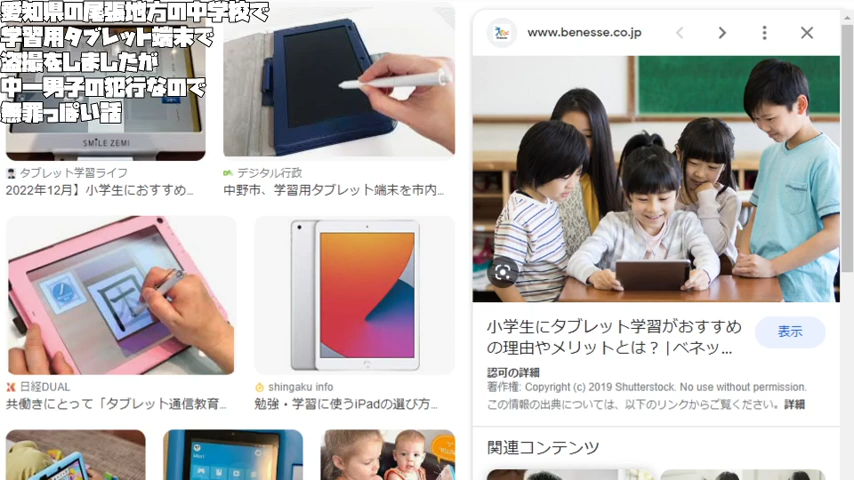 愛知県の尾張地方の中学校で
学習用タブレット端末で
盗撮をしましたが
中一男子の犯行なので
無罪っぽい話
SMILE ZEMI
タブレット学習ライフ
2022年12月】小学生におすすめ...
デジタル行政
中野市、学習用タブレット端末を市内...
日経DUAL
共働きにとって「タブレット通信教育...
shingaku info
勉強・学習に使うiPadの選び方...
www.benesse.co.jp
小学生にタブレット学習がおすすめ
の理由やメリットとは？ | ベネッ...
表示
認可の詳細
著作権: Copyright (c) 2019 Shutterstock. No use without permission.
この情報の出典については、以下のリンクからご覧ください。詳細
関連コンテンツ